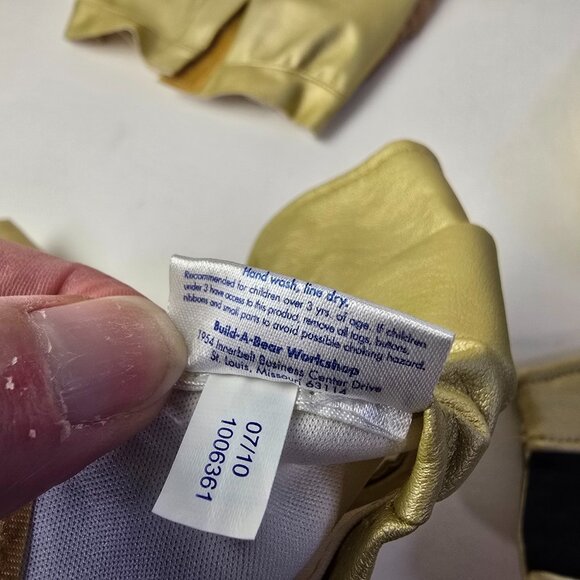 Hand wash, line dry.
Recommended for children over 3 yrs. of age. If children
under 3 have access to this product remove all tags, buttons,
ribbons and small parts to avoid possible choking hazard.
Build-A-Bear Workshop
1954 Innerbelt Business Center Drive
St. Louis, Missouri 63114
07/10
1006361